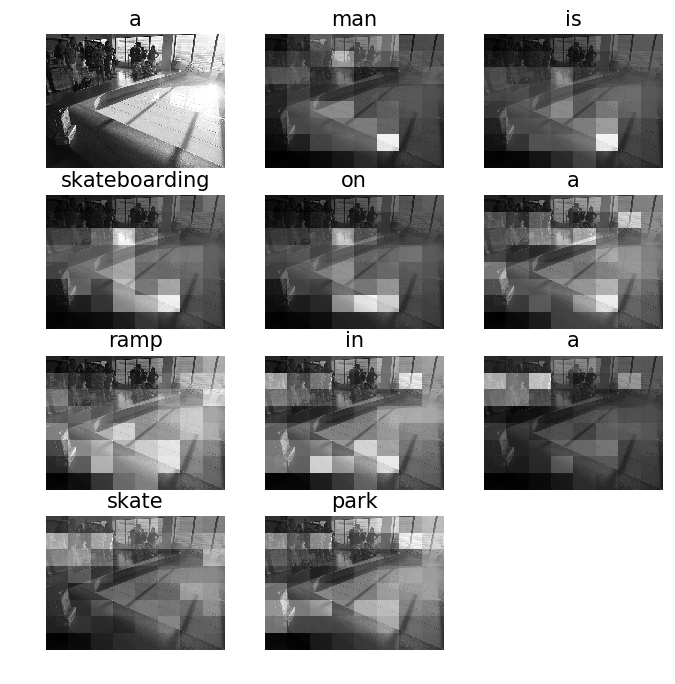 a man is
skateboarding on a
ramp in a
skate park